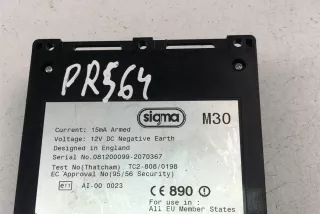 PR564
sigma M30
Current: 15mA Armed
Voltage: 12V DC Negative Earth
Designed in England
Serial No.081200099-2070367
Test No(Thatcham) TC2-808/0198
EC Approval No(95/56 Security)
e11 AI-00 0023
CE 890 !
For use in :
All EU Member States